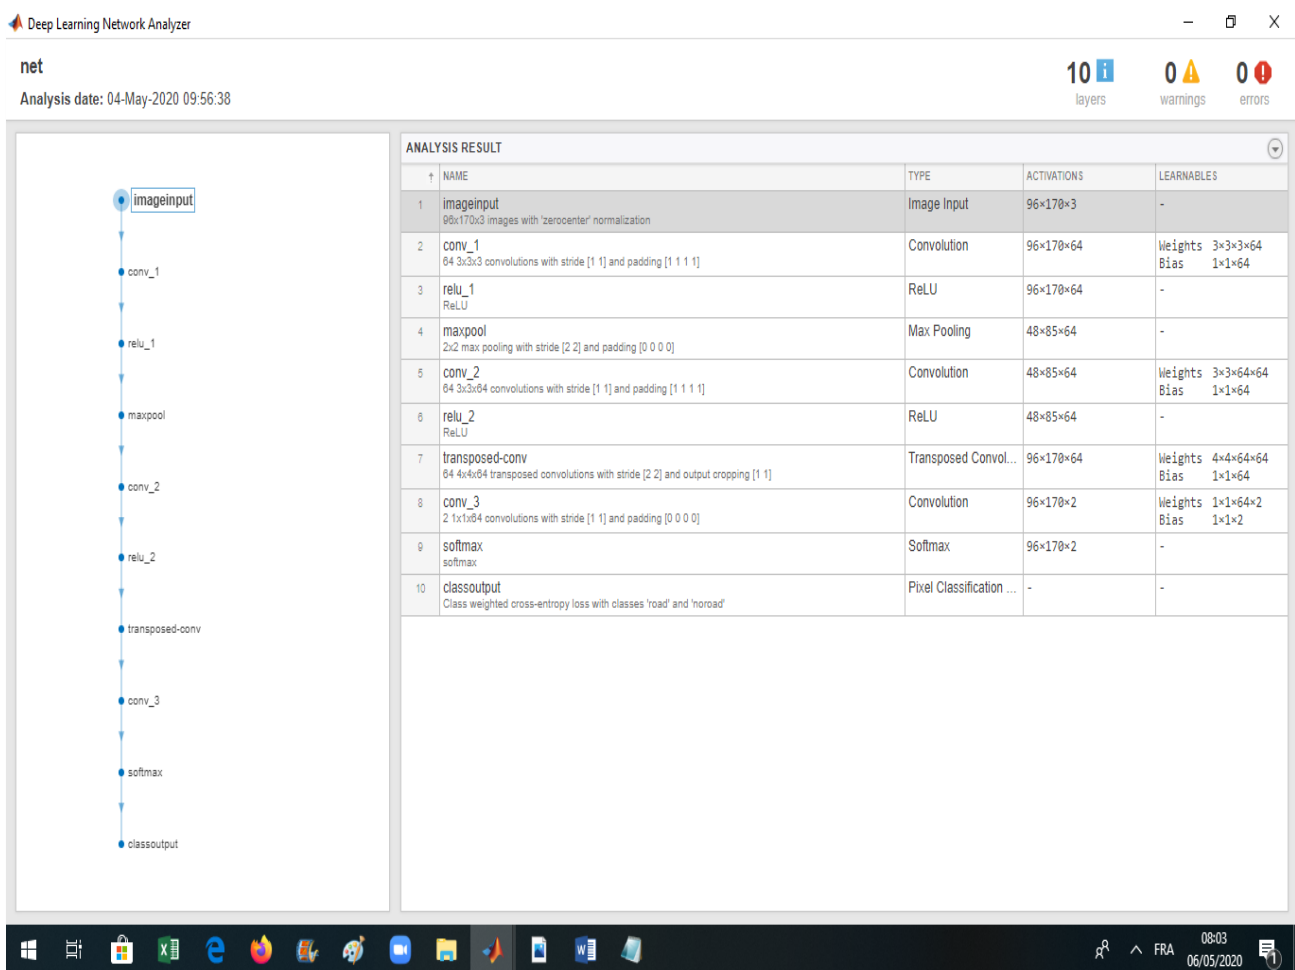 Deep Learning Network Analyzer
net
Analysis date: 04-May-2020 09:56:38
10 i
layers
0
warnings
0
errors
imageinput
conv_1
relu_1
maxpool
conv_2
relu_2
transposed-conv
conv_3
softmax
classoutput
ANALYSIS RESULT
NAME TYPE ACTIVATIONS LEARNABLES
1 imageinput Image Input 96×170×3 -
96x170x3 images with 'zerocenter' normalization
2 conv_1 Convolution 96×170×64 Weights 3×3×3×64
64 3x3x3 convolutions with stride [1 1] and padding [1 1 1 1] Bias 1×1×64
3 relu_1 ReLU 96×170×64 -
ReLU
4 maxpool Max Pooling 48×85×64 -
2x2 max pooling with stride [2 2] and padding [0 0 0 0]
5 conv_2 Convolution 48×85×64 Weights 3×3×64×64
64 3x3x64 convolutions with stride [1 1] and padding [1 1 1 1] Bias 1×1×64
6 relu_2 ReLU 48×85×64 -
ReLU
7 transposed-conv Transposed Convol... 96×170×64 Weights 4×4×64×64
64 4x4x64 transposed convolutions with stride [2 2] and output cropping [1 1] Bias 1×1×64
8 conv_3 Convolution 96×170×2 Weights 1×1×64×2
2 1x1x64 convolutions with stride [1 1] and padding [0 0 0 0] Bias 1×1×2
9 softmax Softmax 96×170×2 -
softmax
10 classoutput Pixel Classification ... - -
Class weighted cross-entropy loss with classes 'road' and 'noroad'
FRA
08:03
06/05/2020
1